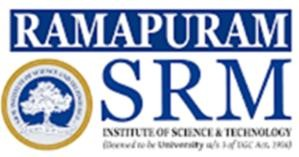 RAMAPURAM
SRM
INSTITUTE OF SCIENCE & TECHNOLOGY
(Deemed to be University u/s 3 of UGC Act, 1956)